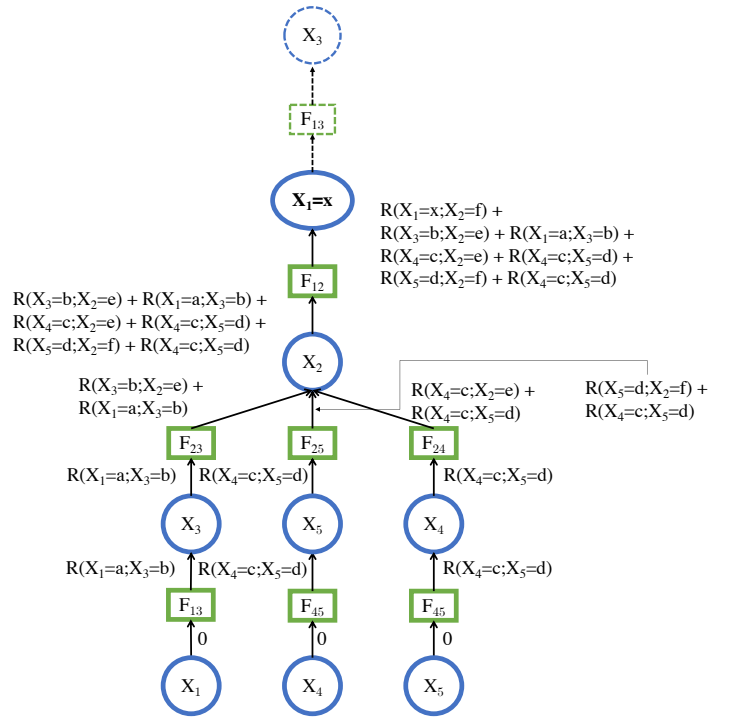 X₃
F₁₃
X₁=x
R(X₁=x;X₂=f) +
R(X₃=b;X₂=e) + R(X₁=a;X₃=b) +
R(X₄=c;X₂=e) + R(X₄=c;X₅=d) +
R(X₅=d;X₂=f) + R(X₄=c;X₅=d)
F₁₂
R(X₃=b;X₂=e) + R(X₁=a;X₃=b) +
R(X₄=c;X₂=e) + R(X₄=c;X₅=d) +
R(X₅=d;X₂=f) + R(X₄=c;X₅=d)
X₂
R(X₃=b;X₂=e) +
R(X₁=a;X₃=b)
R(X₄=c;X₂=e) +
R(X₄=c;X₅=d)
R(X₅=d;X₂=f) +
R(X₄=c;X₅=d)
F₂₃
F₂₅
F₂₄
R(X₁=a;X₃=b)
R(X₄=c;X₅=d)
R(X₄=c;X₅=d)
X₃
X₅
X₄
R(X₁=a;X₃=b)
R(X₄=c;X₅=d)
R(X₄=c;X₅=d)
F₁₃
F₄₅
F₄₅
0
0
0
X₁
X₄
X₅